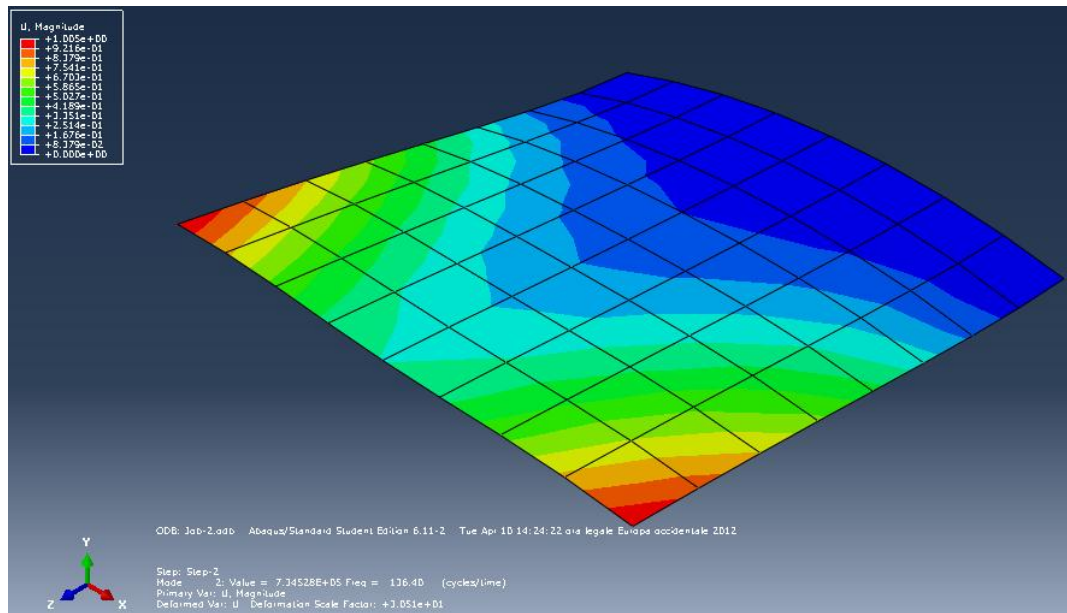 U, Magnitude
+1.005e+00
+9.216e-01
+8.379e-01
+7.541e-01
+6.703e-01
+5.865e-01
+5.027e-01
+4.189e-01
+3.351e-01
+2.514e-01
+1.676e-01
+8.379e-02
+0.000e+00
ODB: Job-2.odb Abaqus/Standard Student Edition 6.11-2 Tue Apr 10 14:24:22 ora legale Europa occidentale 2012
Y
Z X
Step: Step-2
Mode 2: Value = 7.34528E+05 Freq = 136.40 (cycles/time)
Primary Var: U, Magnitude
Deformed Var: U Deformation Scale Factor: +3.051e+01